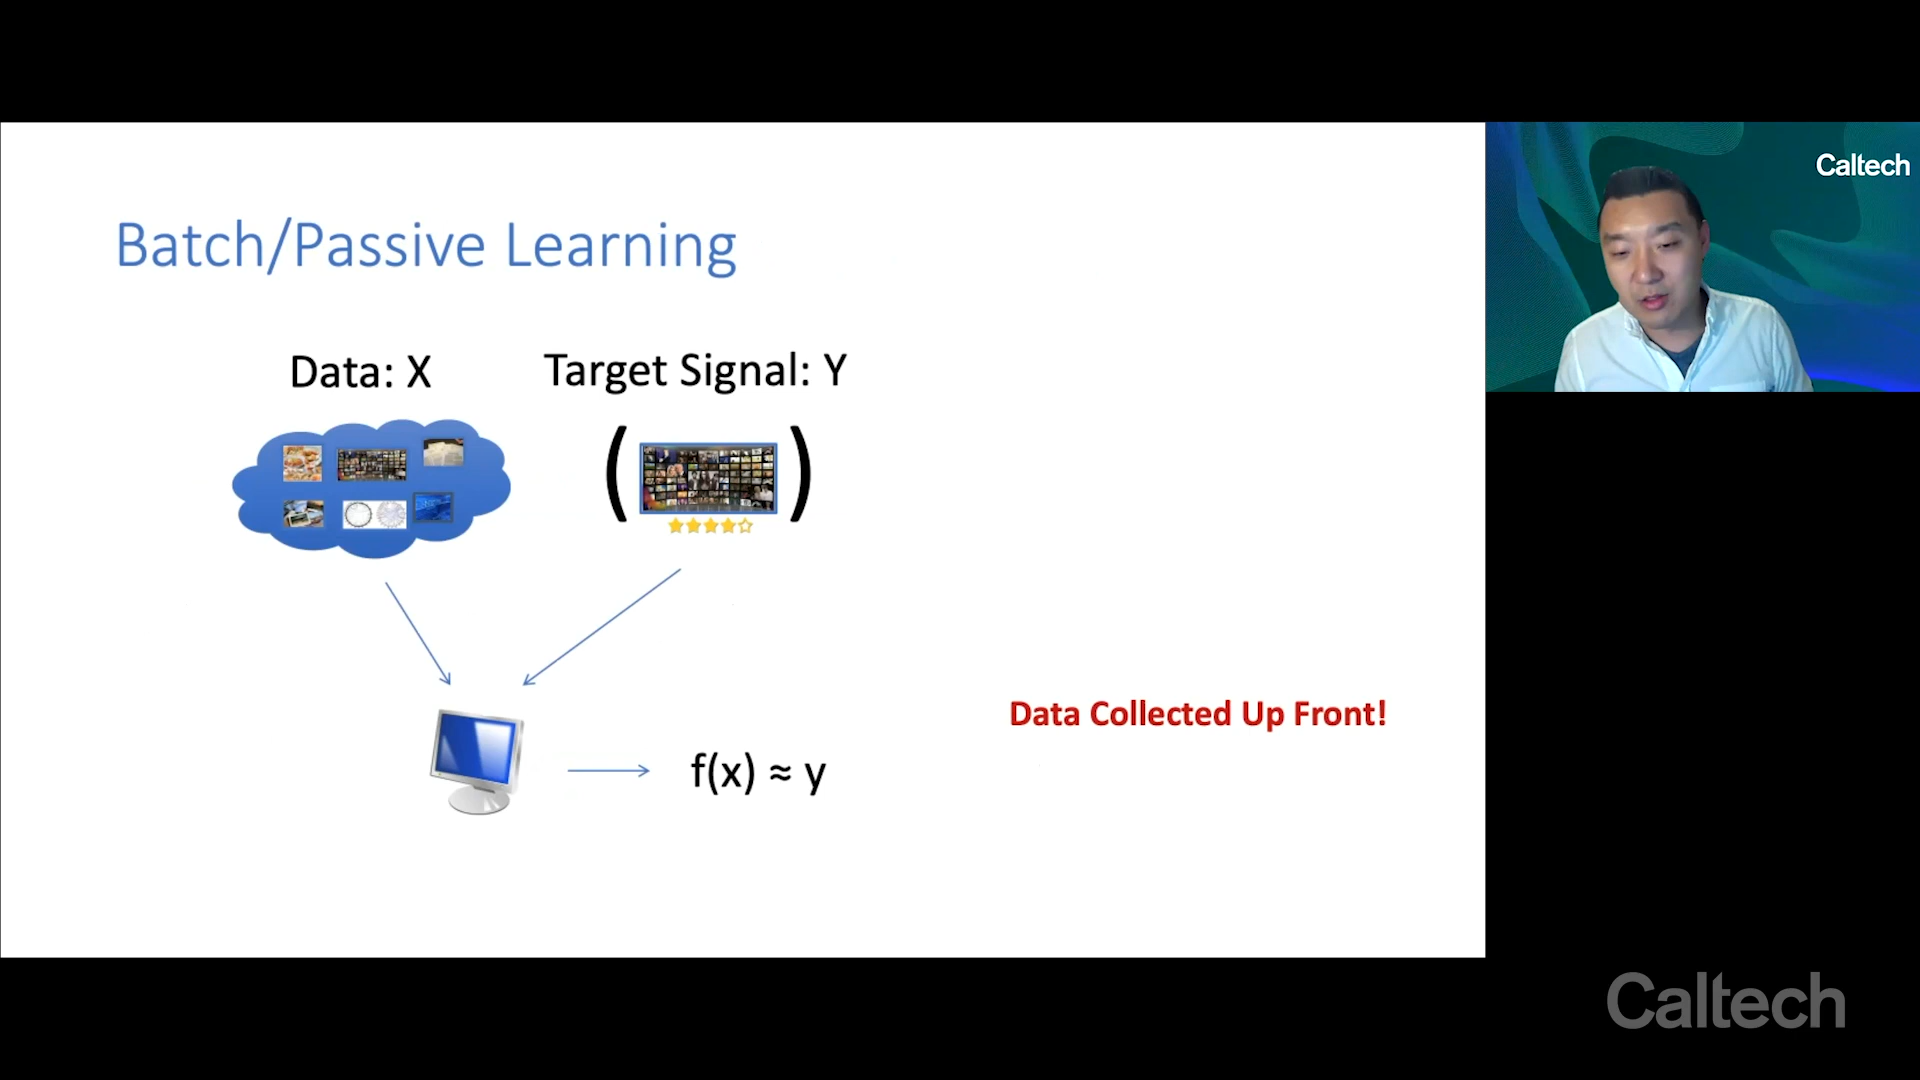 Batch/Passive Learning
Data: X
Target Signal: Y
( )
f(x) ≈ y
Data Collected Up Front!
Caltech
Caltech